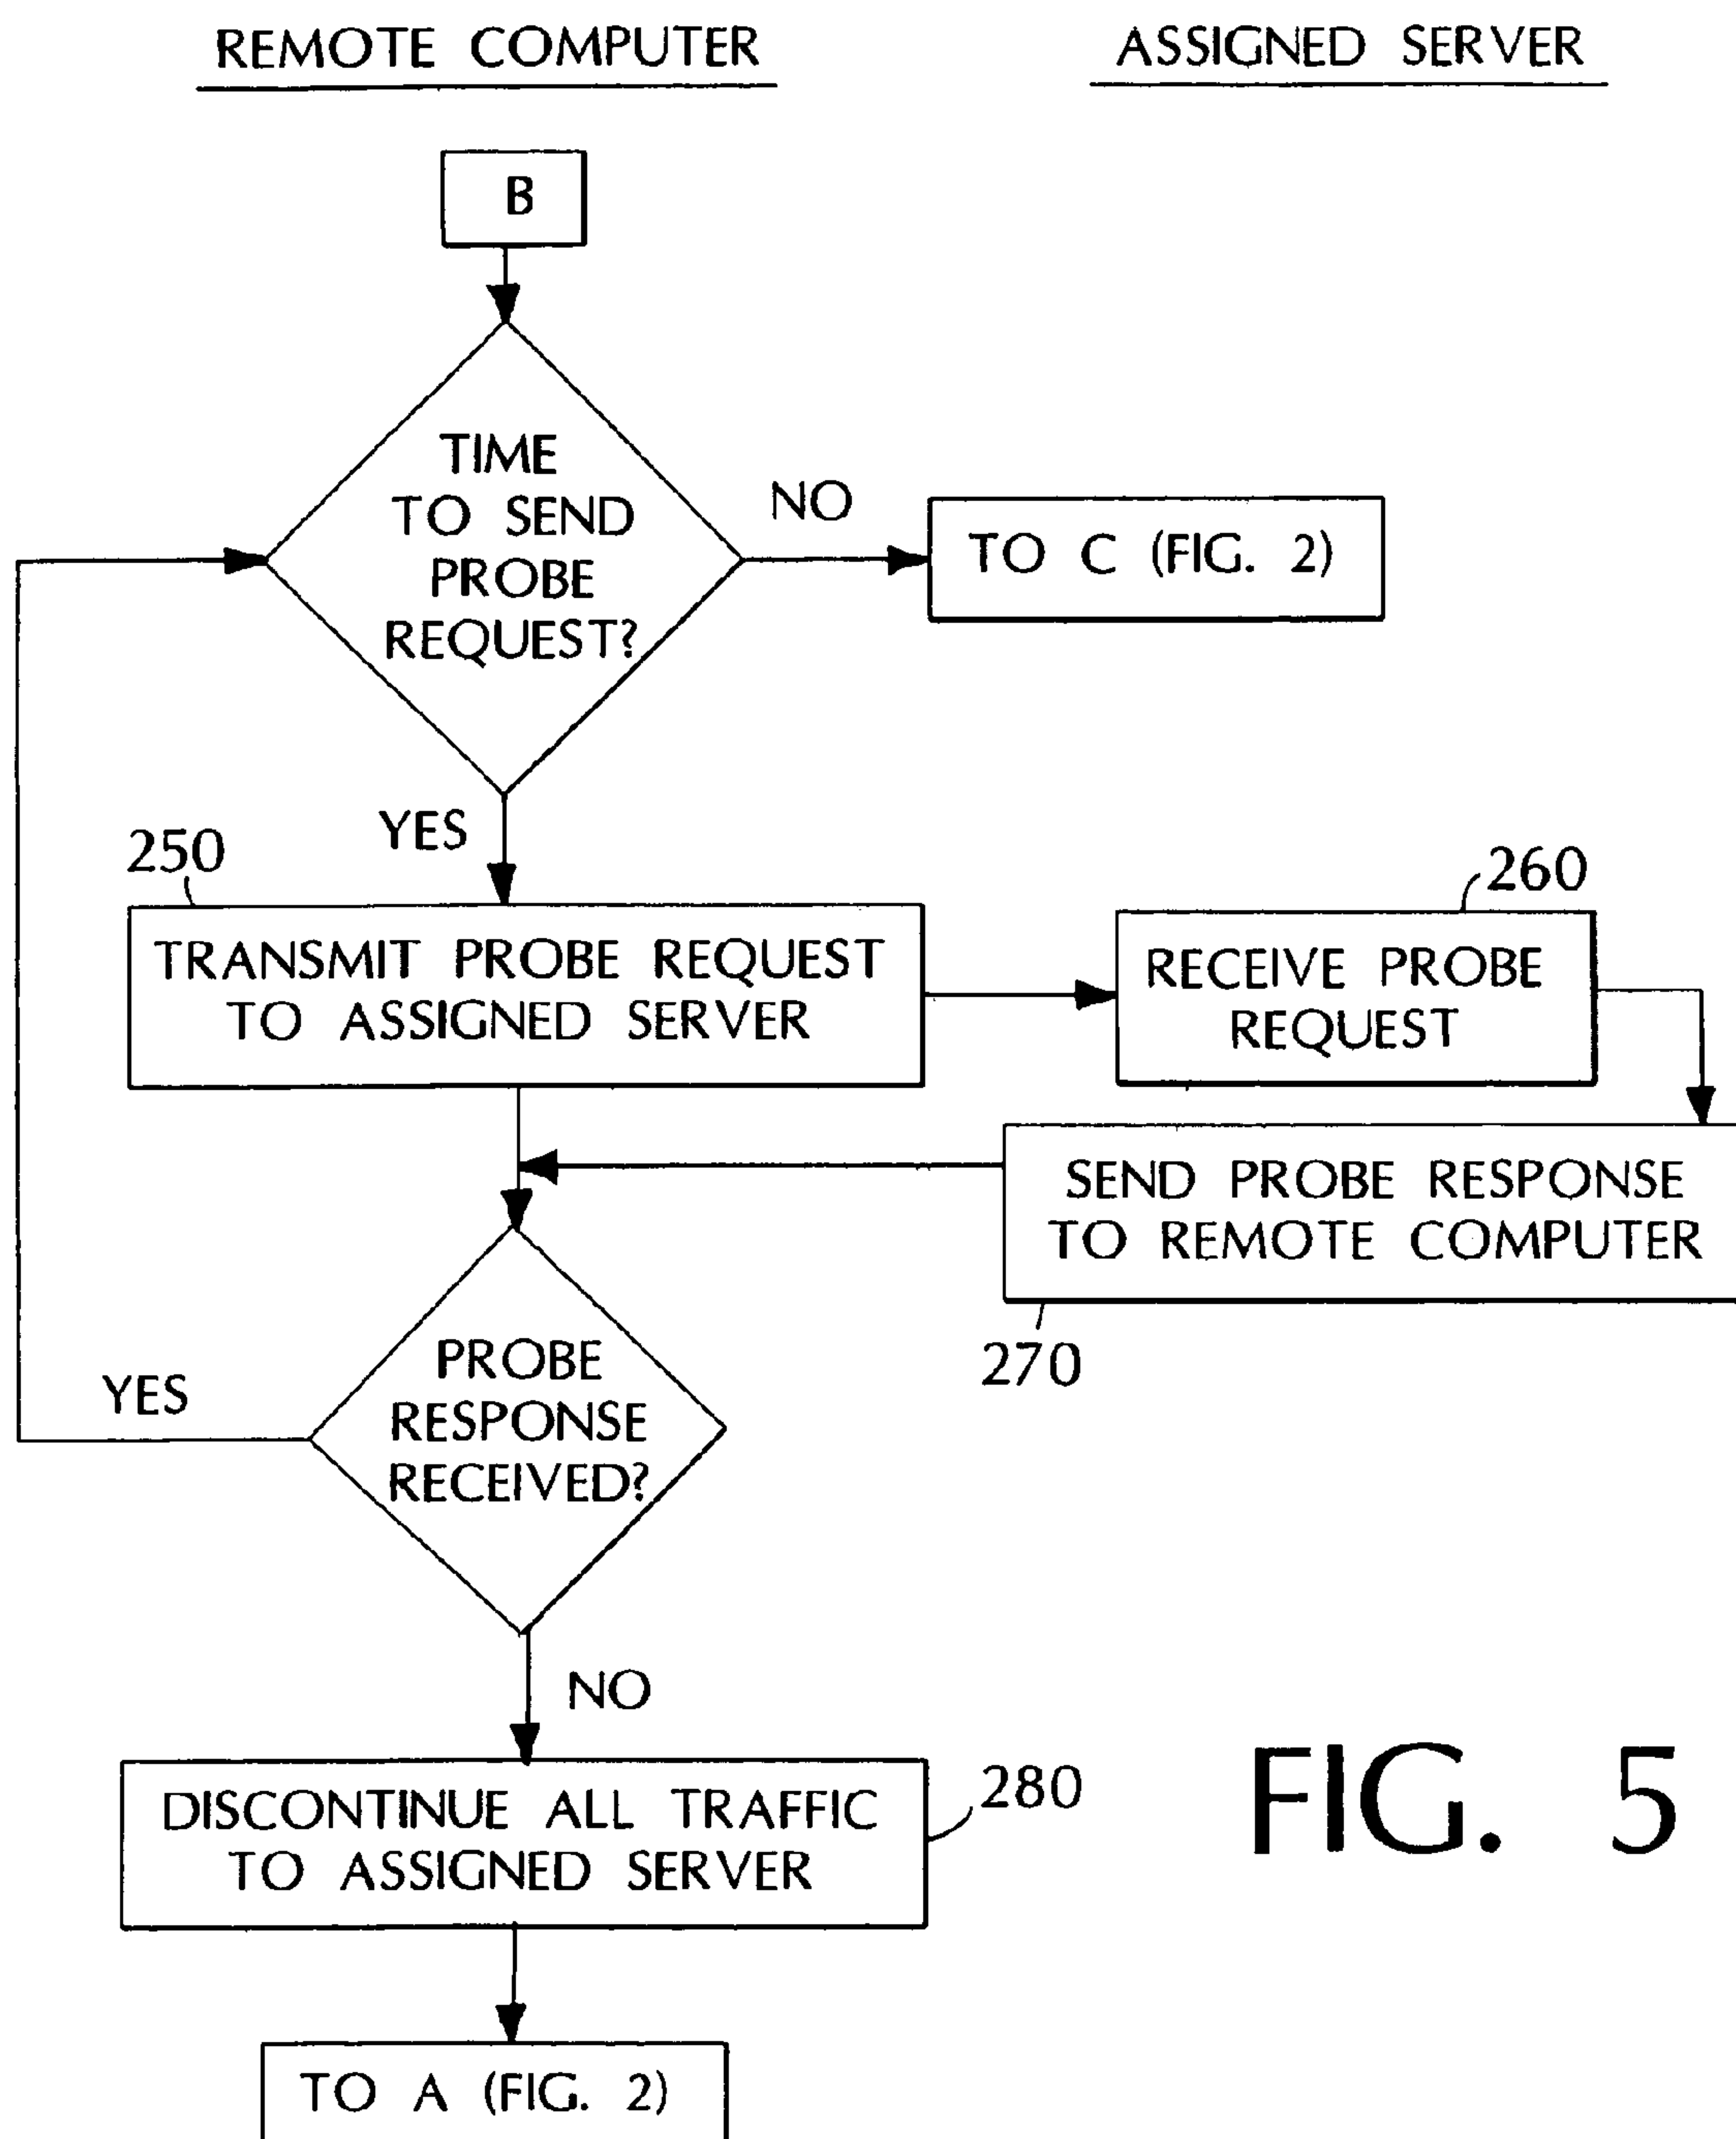 REMOTE COMPUTER
ASSIGNED SERVER
B
TIME
TO SEND
PROBE
REQUEST?
NO
TO C (FIG. 2)
YES
250
TRANSMIT PROBE REQUEST
TO ASSIGNED SERVER
260
RECEIVE PROBE
REQUEST
SEND PROBE RESPONSE
TO REMOTE COMPUTER
270
PROBE
RESPONSE
RECEIVED?
YES
NO
DISCONTINUE ALL TRAFFIC
TO ASSIGNED SERVER
280
TO A (FIG. 2)
FIG. 5